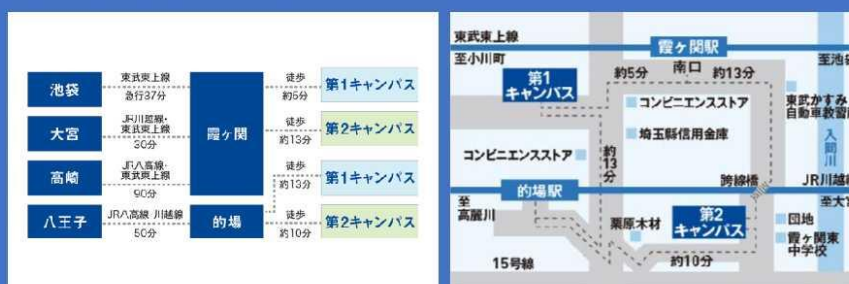 池袋
東武東上線
急行37分
大宮
JR川越線・
東武東上線
30分
高崎
JR八高線・
東武東上線
90分
八王子
JR八高線 川越線
50分
霞ヶ関
的場
徒歩
約5分
第1キャンパス
徒歩
約13分
第2キャンパス
徒歩
約13分
第1キャンパス
徒歩
約10分
第2キャンパス
東武東上線
至小川町
霞ヶ関駅
至池袋
第1
キャンパス
約5分
南口
約13分
コンビニエンスストア
東武かすみ
自動車教習所
埼玉縣信用金庫
入間川
コンビニエンスストア
約13分
的場駅
跨線橋
JR川越線
至
高麗川
至大宮
栗原木材
第2
キャンパス
団地
霞ヶ関東
中学校
15号線
約10分